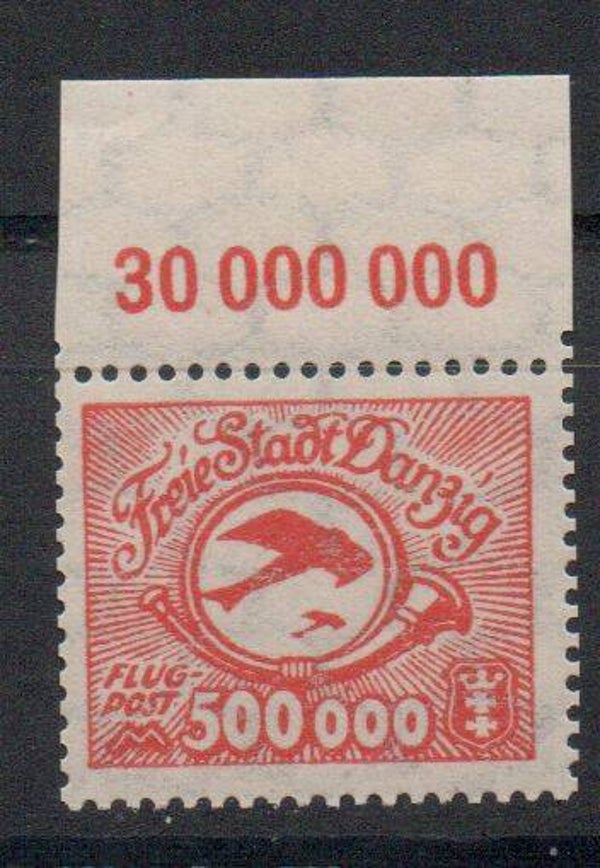 30 000 000
Freie Stadt Danzig
FLUG-
POST
500 000
M